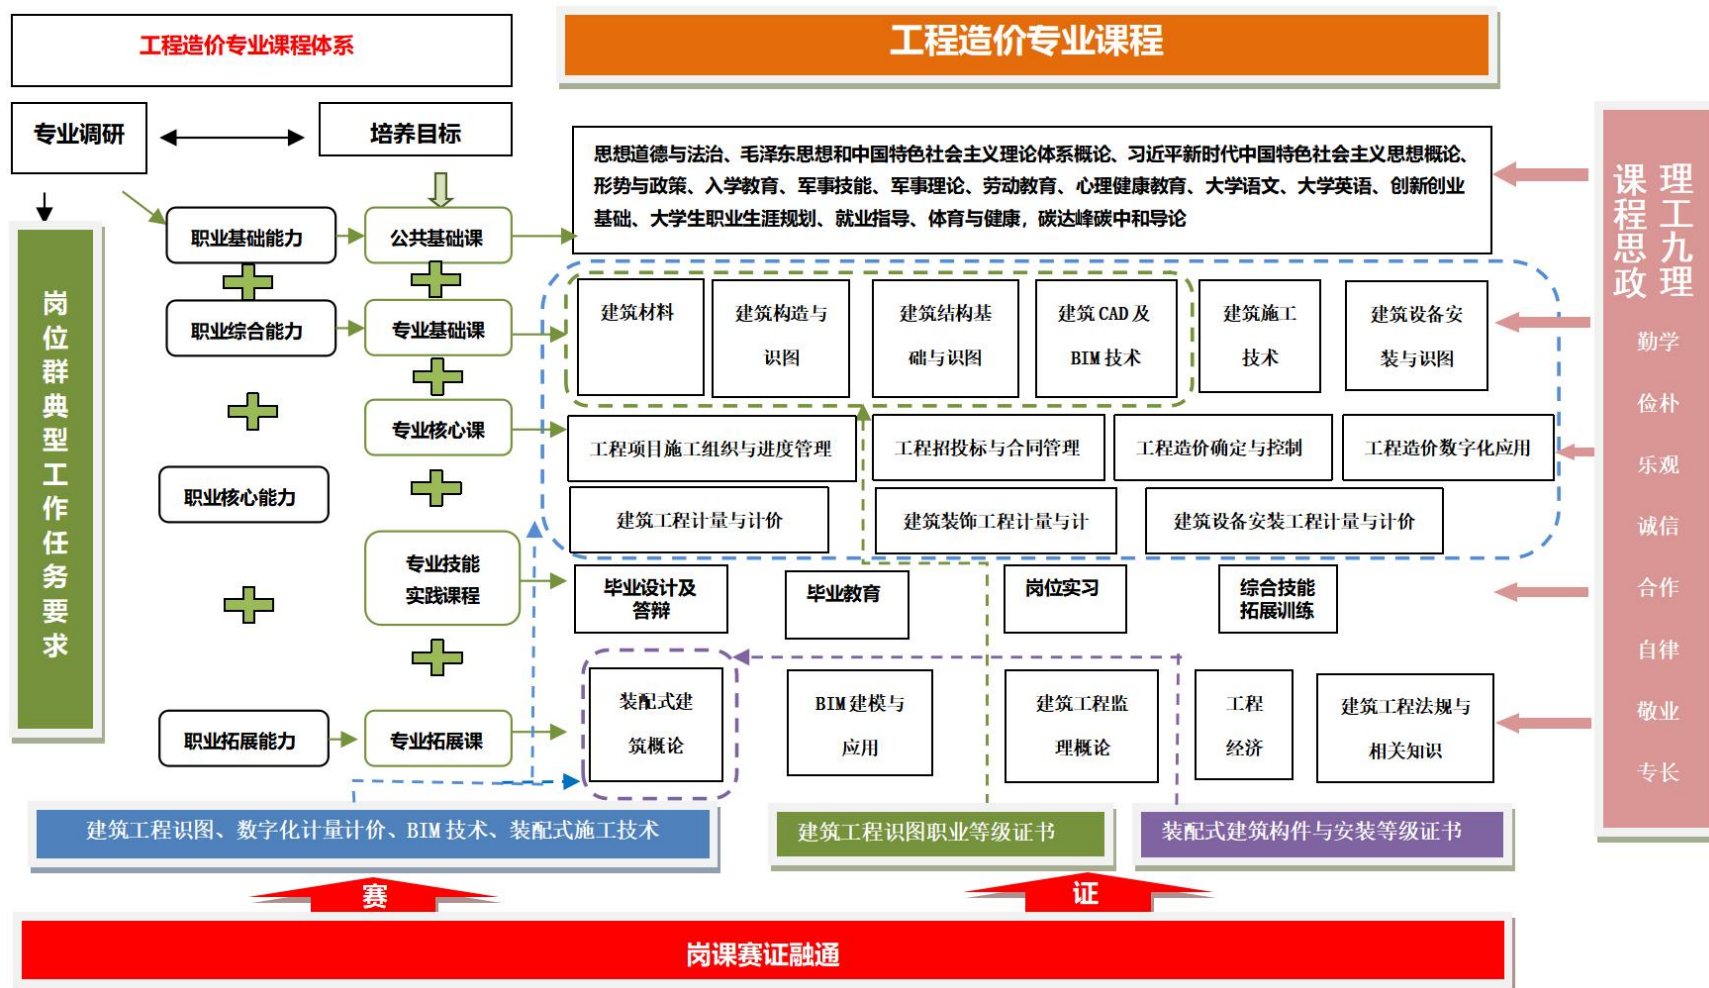 工程造价专业课程体系
工程造价专业课程
专业调研
培养目标
思想道德与法治、毛泽东思想和中国特色社会主义理论体系概论、习近平新时代中国特色社会主义思想概论、
形势与政策、入学教育、军事技能、军事理论、劳动教育、心理健康教育、大学语文、大学英语、创新创业
基础、大学生职业生涯规划、就业指导、体育与健康，碳达峰碳中和导论
职业基础能力
公共基础课
职业综合能力
专业基础课
建筑材料
建筑构造与
识图
建筑结构基
础与识图
建筑 CAD 及
BIM 技术
建筑施工
技术
建筑设备安
装与识图
专业核心课
工程项目施工组织与进度管理
工程招投标与合同管理
工程造价确定与控制
工程造价数字化应用
职业核心能力
建筑工程计量与计价
建筑装饰工程计量与计
建筑设备安装工程计量与计价
专业技能
实践课程
毕业设计及
答辩
毕业教育
岗位实习
综合技能
拓展训练
职业拓展能力
专业拓展课
装配式建
筑概论
BIM 建模与
应用
建筑工程监
理概论
工程
经济
建筑工程法规与
相关知识
岗位群典型工作任务要求
理工九理
课程思政
勤学
俭朴
乐观
诚信
合作
自律
敬业
专长
建筑工程识图、数字化计量计价、BIM 技术、装配式施工技术
建筑工程识图职业等级证书
装配式建筑构件与安装等级证书
赛
证
岗课赛证融通